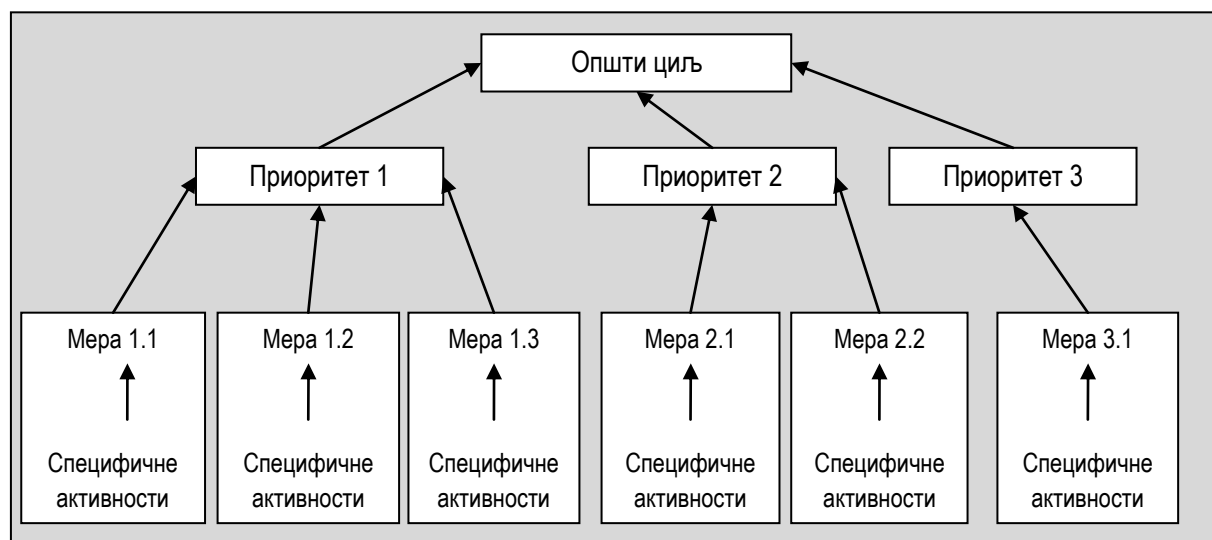 Општи циљ
Приоритет 1
Приоритет 2
Приоритет 3
Мера 1.1
Мера 1.2
Мера 1.3
Мера 2.1
Мера 2.2
Мера 3.1
Специфичне
активности
Специфичне
активности
Специфичне
активности
Специфичне
активности
Специфичне
активности
Специфичне
активности